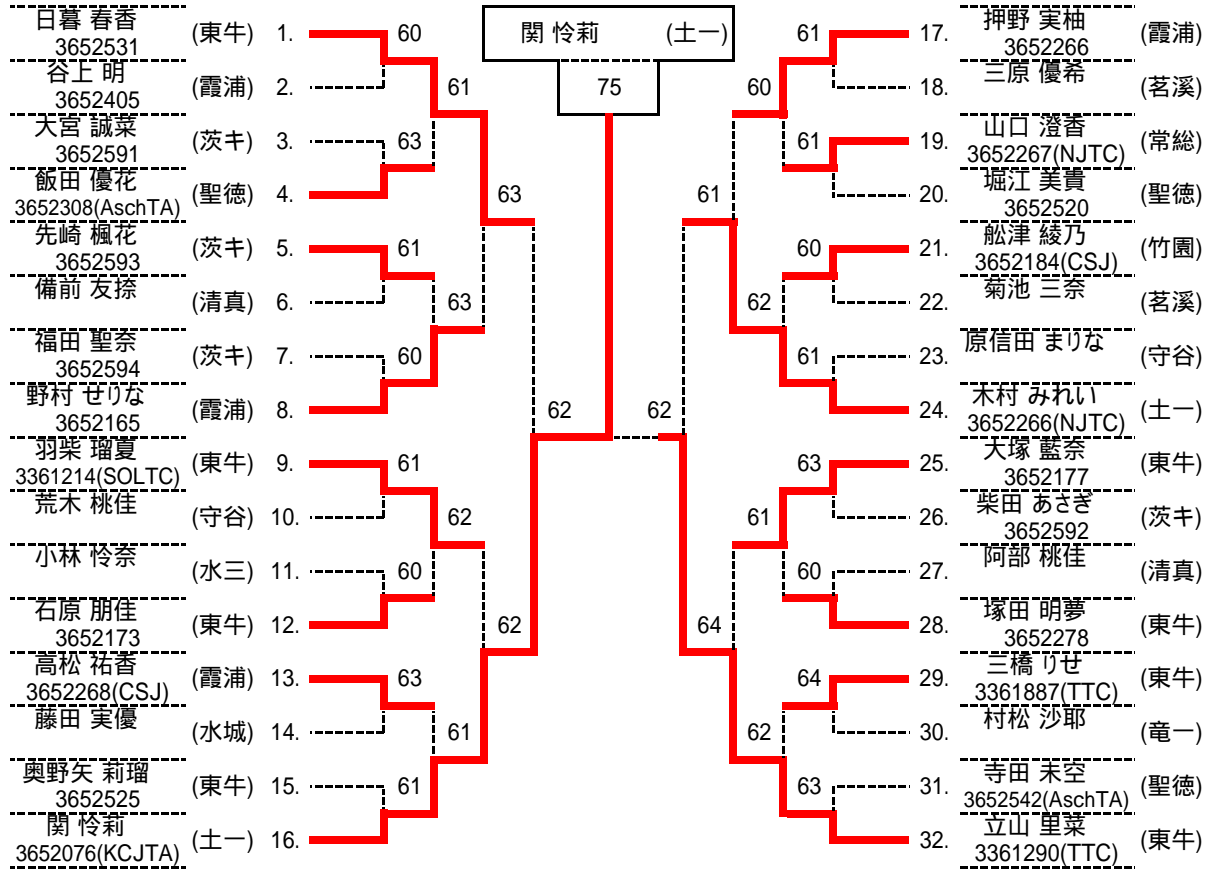 関 怜莉 (土一)
75
日暮 春香 (東牛) 1.
3652531
60
谷上 明 (霞浦) 2.
3652405
61
大宮 誠菜 (茨キ) 3.
3652591
63
飯田 優花 (聖徳) 4.
3652308(AschTA)
63
先崎 楓花 (茨キ) 5.
3652593
61
備前 友捺 (清真) 6.
63
福田 聖奈 (茨キ) 7.
3652594
60
野村 せりな (霞浦) 8.
3652165
62
羽柴 瑠夏 (東牛) 9.
3361214(SOLTC)
61
荒木 桃佳 (守谷) 10.
62
小林 怜奈 (水三) 11.
60
石原 朋佳 (東牛) 12.
3652173
62
高松 祐香 (霞浦) 13.
3652268(CSJ)
63
藤田 実優 (水城) 14.
61
奥野矢 莉瑠 (東牛) 15.
3652525
61
関 怜莉 (土一) 16.
3652076(KCJTA)
61
17. 押野 実柚 (霞浦)
3652266
60
18. 三原 優希 (茗溪)
61
19. 山口 澄香 (常総)
3652267(NJTC)
61
20. 堀江 美貴 (聖徳)
3652520
60
21. 舩津 綾乃 (竹園)
3652184(CSJ)
62
22. 菊池 三奈 (茗溪)
61
23. 原信田 まりな (守谷)
24. 木村 みれい (土一)
3652266(NJTC)
62
63
25. 大塚 藍奈 (東牛)
3652177
61
26. 柴田 あさぎ (茨キ)
3652592
60
27. 阿部 桃佳 (清真)
64
28. 塚田 明夢 (東牛)
3652278
64
29. 三橋 りせ (東牛)
3361887(TTC)
62
30. 村松 沙耶 (竜一)
63
31. 寺田 未空 (聖徳)
3652542(AschTA)
32. 立山 里菜 (東牛)
3361290(TTC)